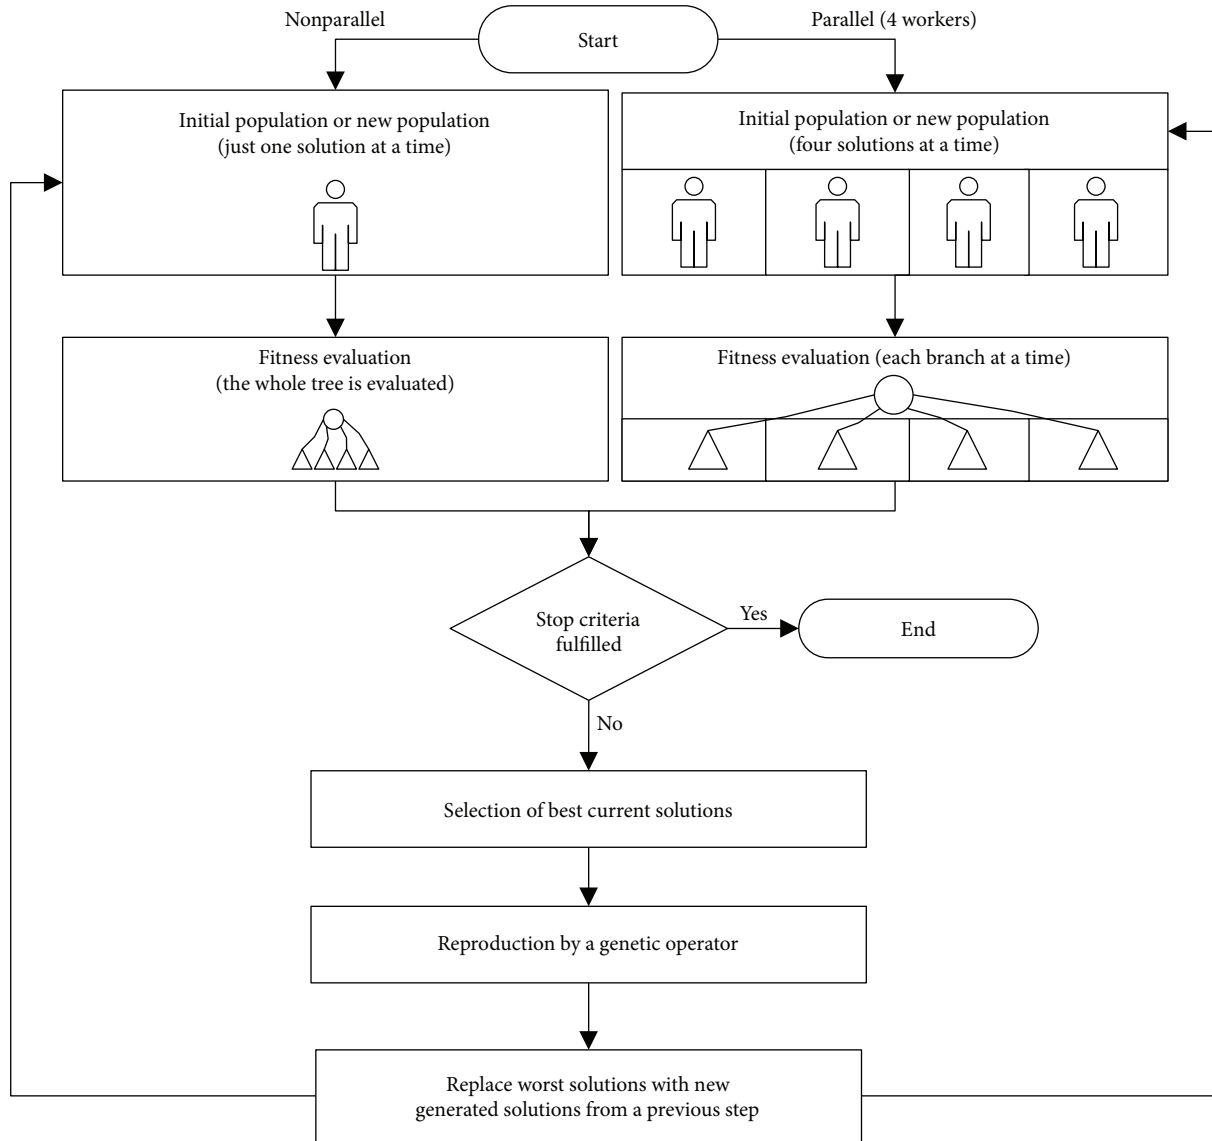 Nonparallel
Start
Parallel (4 workers)
Initial population or new population
(just one solution at a time)
Initial population or new population
(four solutions at a time)
Fitness evaluation
(the whole tree is evaluated)
Fitness evaluation (each branch at a time)
Stop criteria
fulfilled
Yes
End
No
Selection of best current solutions
Reproduction by a genetic operator
Replace worst solutions with new
generated solutions from a previous step